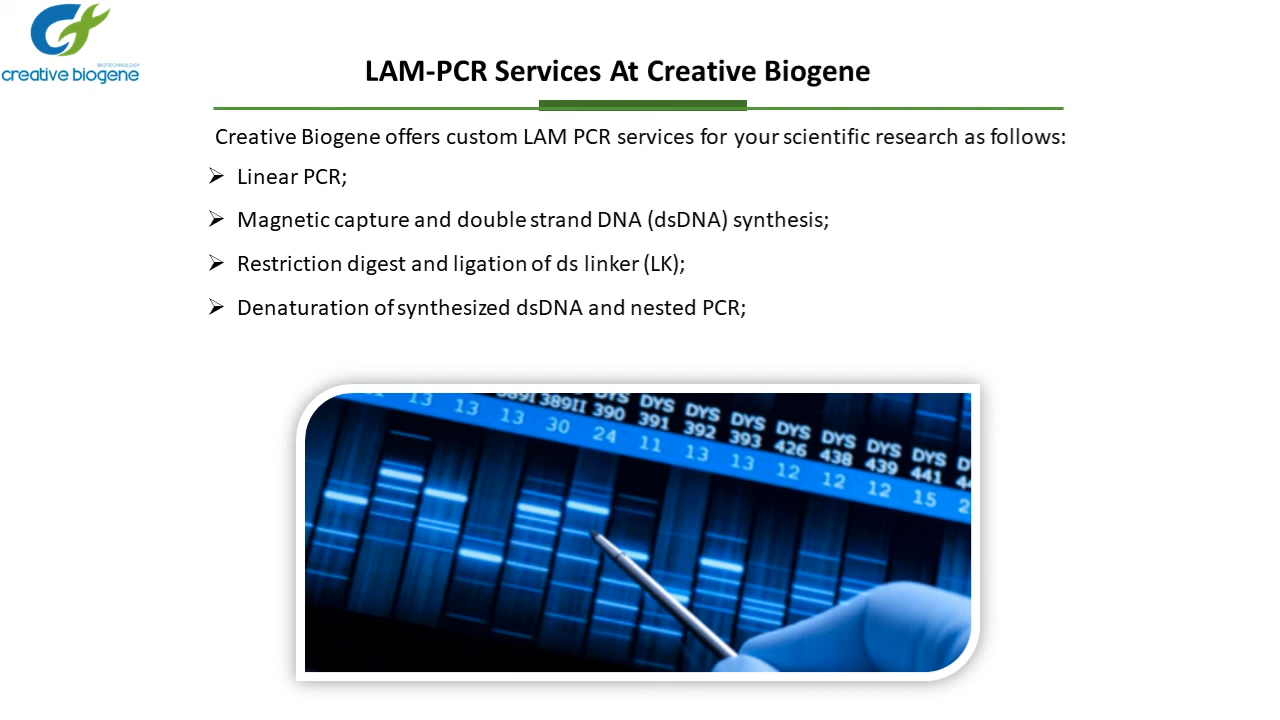 BIOTECHNOLOGY
creative biogene
LAM-PCR Services At Creative Biogene
Creative Biogene offers custom LAM PCR services for your scientific research as follows:
Linear PCR;
Magnetic capture and double strand DNA (dsDNA) synthesis;
Restriction digest and ligation of ds linker (LK);
Denaturation of synthesized dsDNA and nested PCR;
389II DYS DYS DYS DYS DYS DYS DYS DYS
390 391 392 393 426 438 439 441
13 13 13 30 24 11 13 13 12 12 12 15